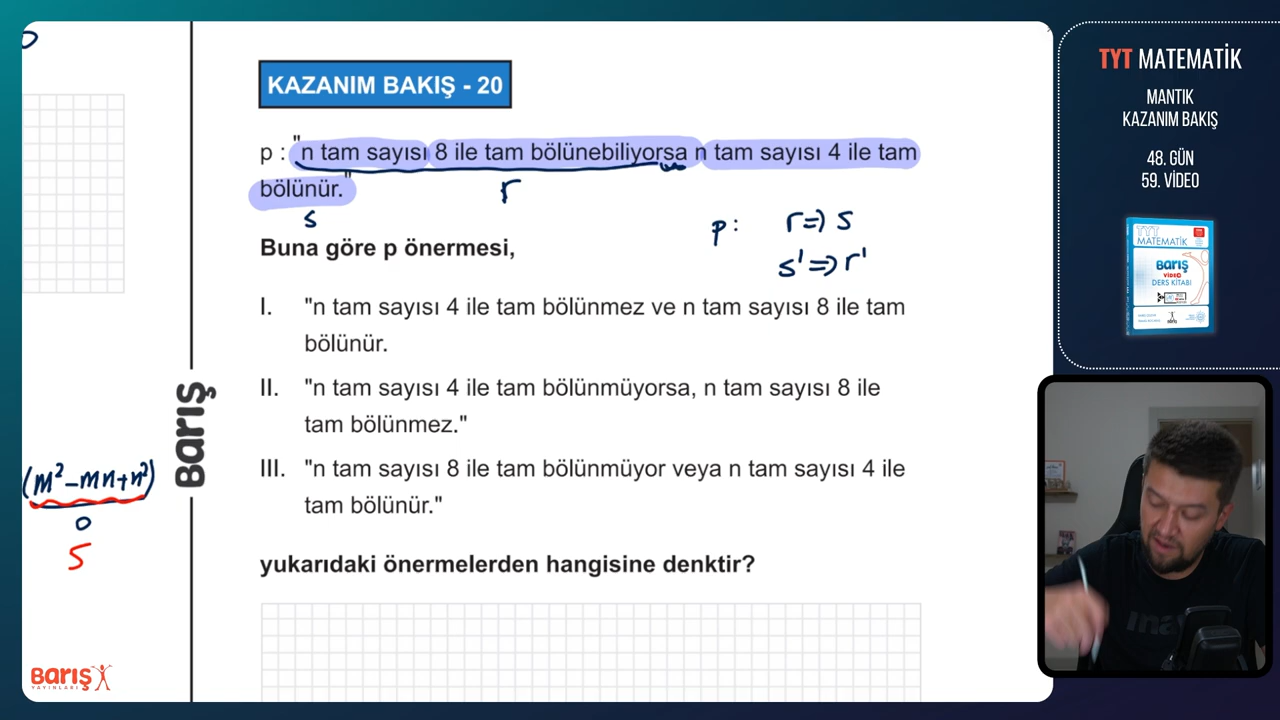 KAZANIM BAKIŞ - 20
p : "n tam sayısı 8 ile tam bölünebiliyorsa n tam sayısı 4 ile tam
bölünür."
r
s
p: r⇒s
s'⇒r'
Buna göre p önermesi,
I. "n tam sayısı 4 ile tam bölünmez ve n tam sayısı 8 ile tam
bölünür.
II. "n tam sayısı 4 ile tam bölünmüyorsa, n tam sayısı 8 ile
tam bölünmez."
III. "n tam sayısı 8 ile tam bölünmüyor veya n tam sayısı 4 ile
tam bölünür."
yukarıdaki önermelerden hangisine denktir?
(m²-mn+n²)
0
5
Barış
Barış
YAYINLARI
TYT MATEMATİK
MANTIK
KAZANIM BAKIŞ
48. GÜN
59. VİDEO
TYT
MATEMATİK
Barış
VİDEO
DERS KİTABI